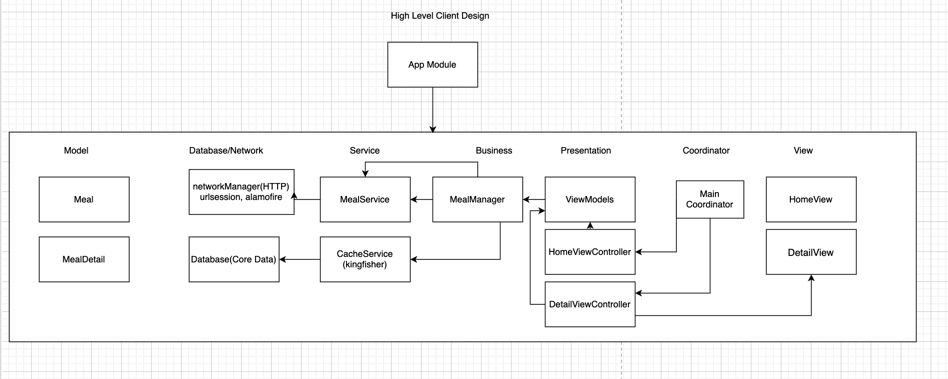 High Level Client Design
App Module
Model
Database/Network
Service
Business
Presentation
Coordinator
View
Meal
networkManager(HTTP)
urlsession, alamofire
MealService
MealManager
ViewModels
Main
Coordinator
HomeView
MealDetail
Database(Core Data)
CacheService
(kingfisher)
HomeViewController
DetailView
DetailViewController